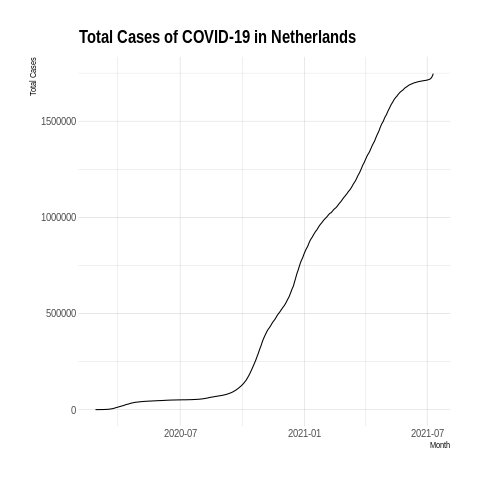 Total Cases of COVID-19 in Netherlands
Total Cases
1500000
1000000
500000
0
2020-07
2021-01
2021-07
Month